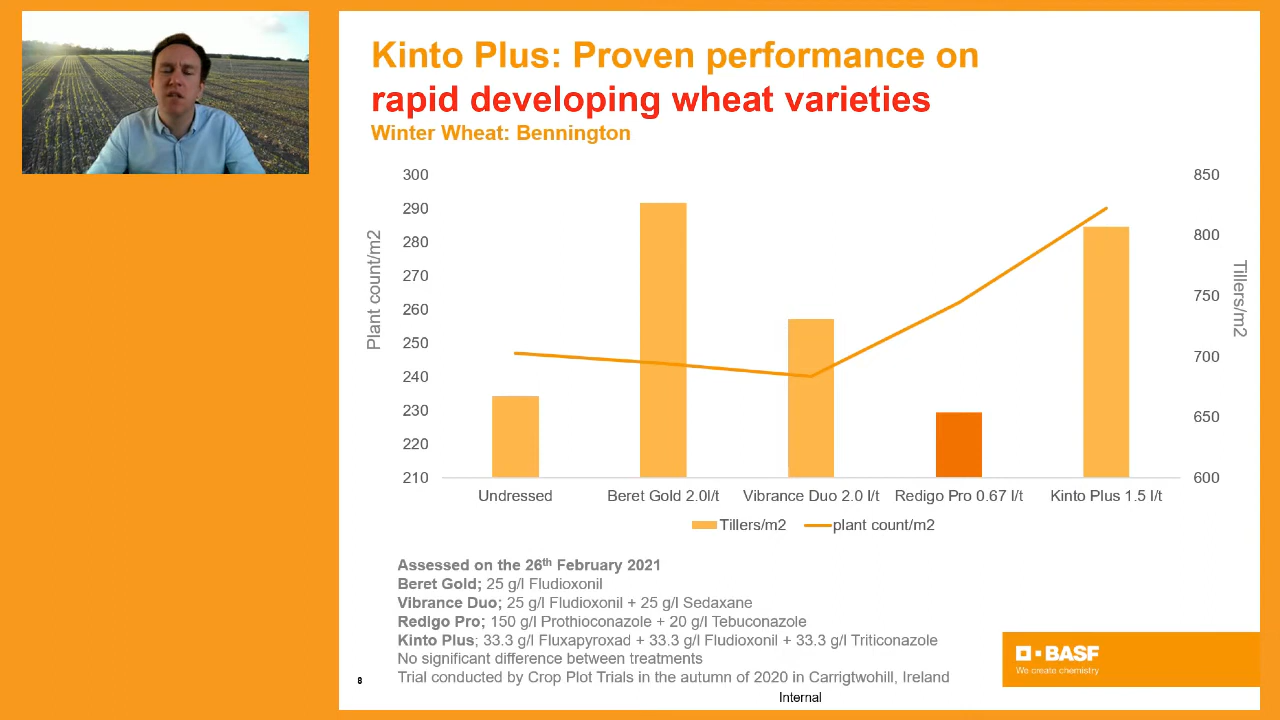 Kinto Plus: Proven performance on
rapid developing wheat varieties
Winter Wheat: Bennington
300
290
280
270
260
250
240
230
220
210
Plant count/m2
850
800
750
700
650
600
Tillers/m2
Undressed
Beret Gold 2.0l/t
Vibrance Duo 2.0 l/t
Redigo Pro 0.67 l/t
Kinto Plus 1.5 l/t
Tillers/m2
plant count/m2
Assessed on the 26th February 2021
Beret Gold; 25 g/l Fludioxonil
Vibrance Duo; 25 g/l Fludioxonil + 25 g/l Sedaxane
Redigo Pro; 150 g/l Prothioconazole + 20 g/l Tebuconazole
Kinto Plus; 33.3 g/l Fluxapyroxad + 33.3 g/l Fludioxonil + 33.3 g/l Triticonazole
No significant difference between treatments
Trial conducted by Crop Plot Trials in the autumn of 2020 in Carrigtwohill, Ireland
8
Internal
BASF
We create chemistry